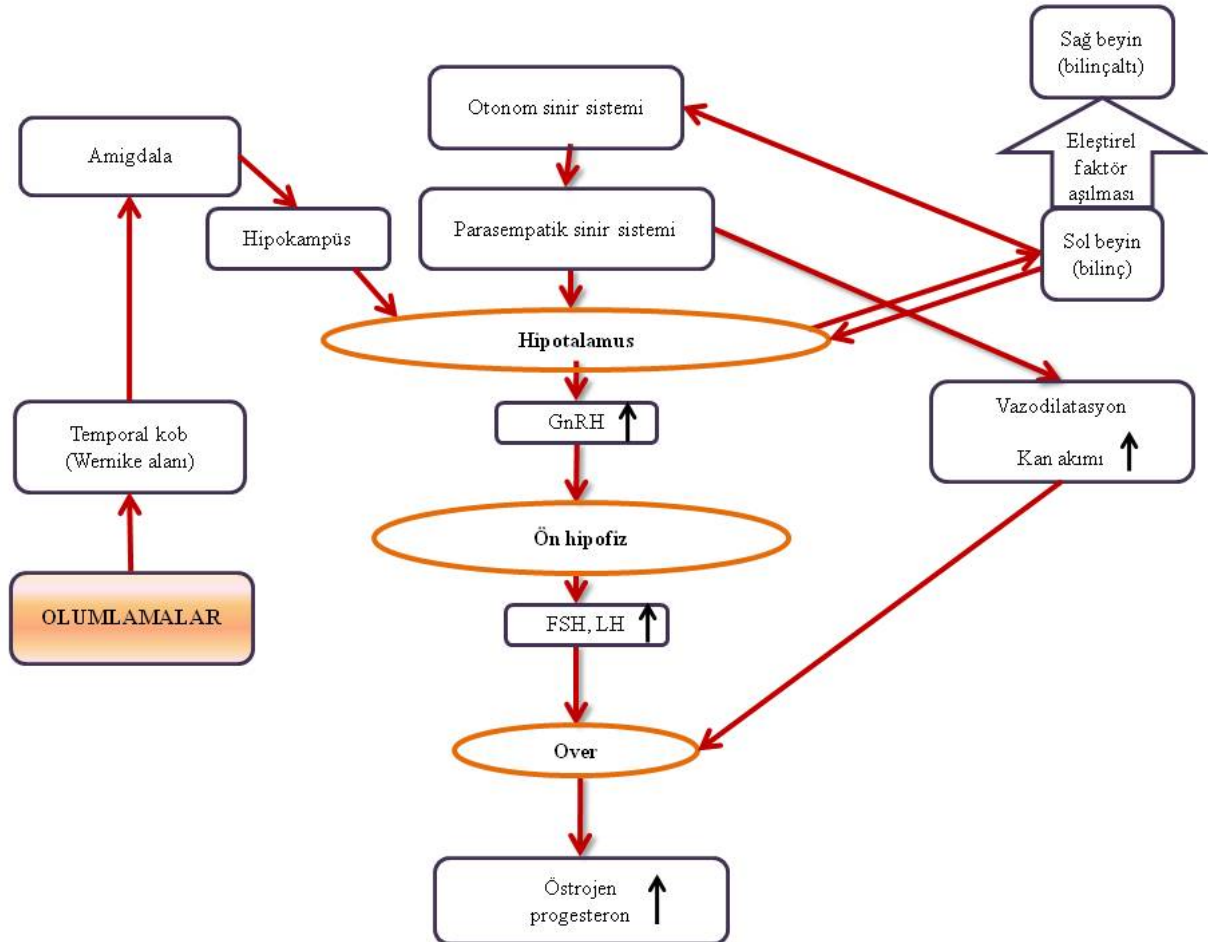 Sağ beyin
(bilinçaltı)
Otonom sinir sistemi
Eleştirel
faktör
aşılması
Amigdala
Hipokampüs
Parasempatik sinir sistemi
Sol beyin
(bilinç)
Hipotalamus
GnRH
Vazodilatasyon
Kan akımı
Temporal kob
(Wernike alanı)
Ön hipofiz
OLUMLAMALAR
FSH, LH
Over
Östrojen
progesteron